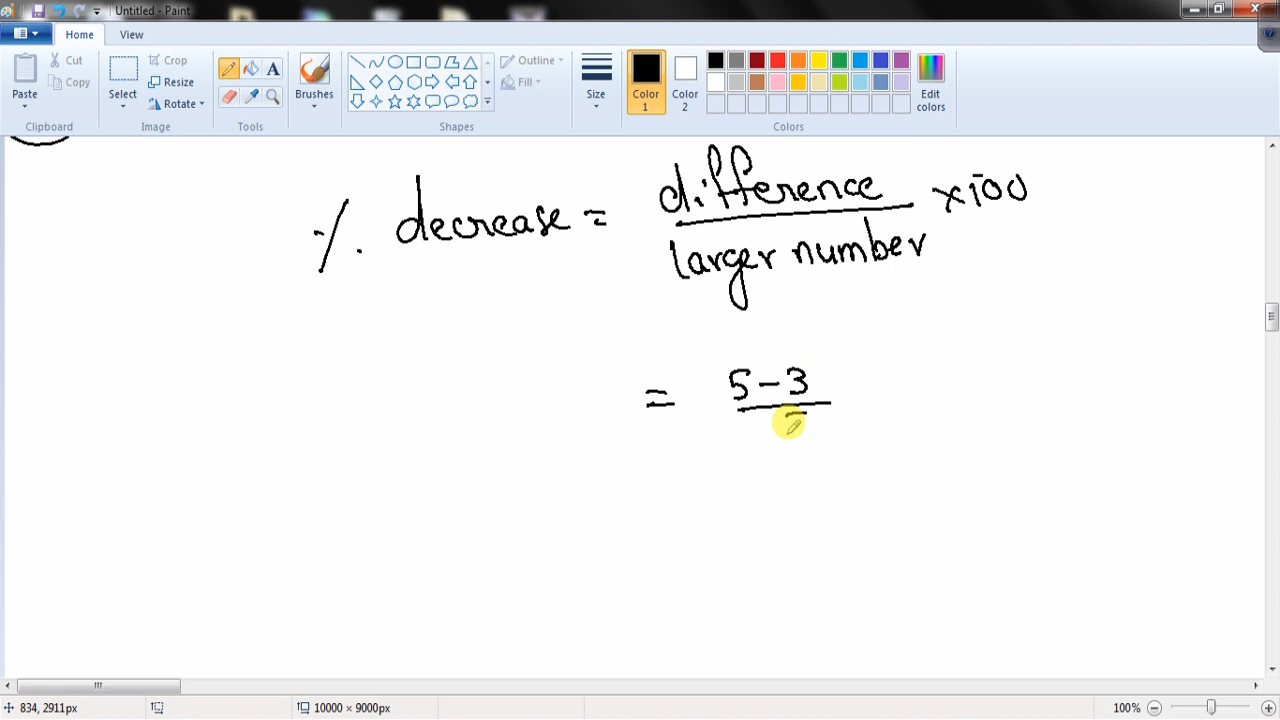 Untitled - Paint
Home View
Paste
Cut
Copy
Clipboard
Select
Crop
Resize
Rotate
Image
A
Tools
Brushes
Outline
Fill
Shapes
Size
Color 1
Color 2
Edit colors
Colors
% decrease = difference ×100
larger number
= 5-3
834, 2911px
10000 × 9000px
100%